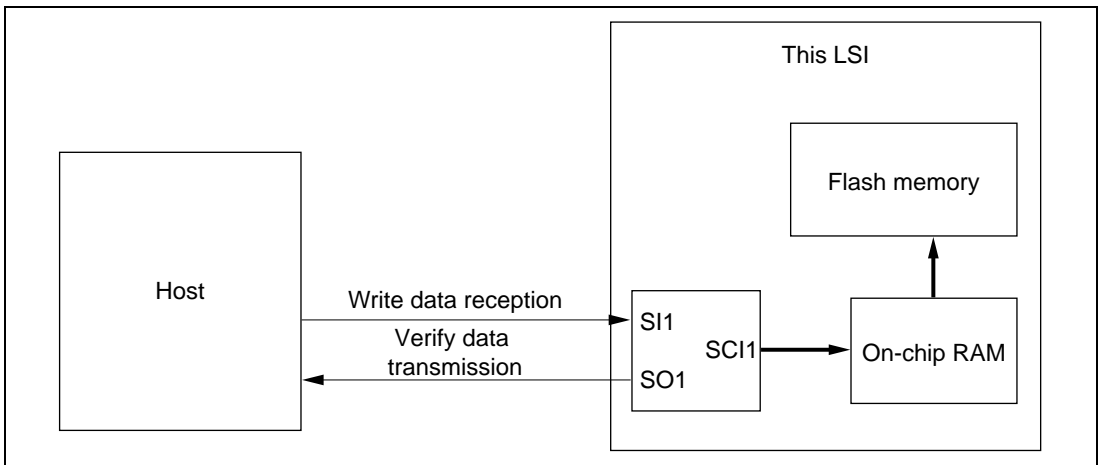 This LSI
Flash memory
Host
Write data reception
SI1
Verify data
transmission
SCI1
On-chip RAM
SO1